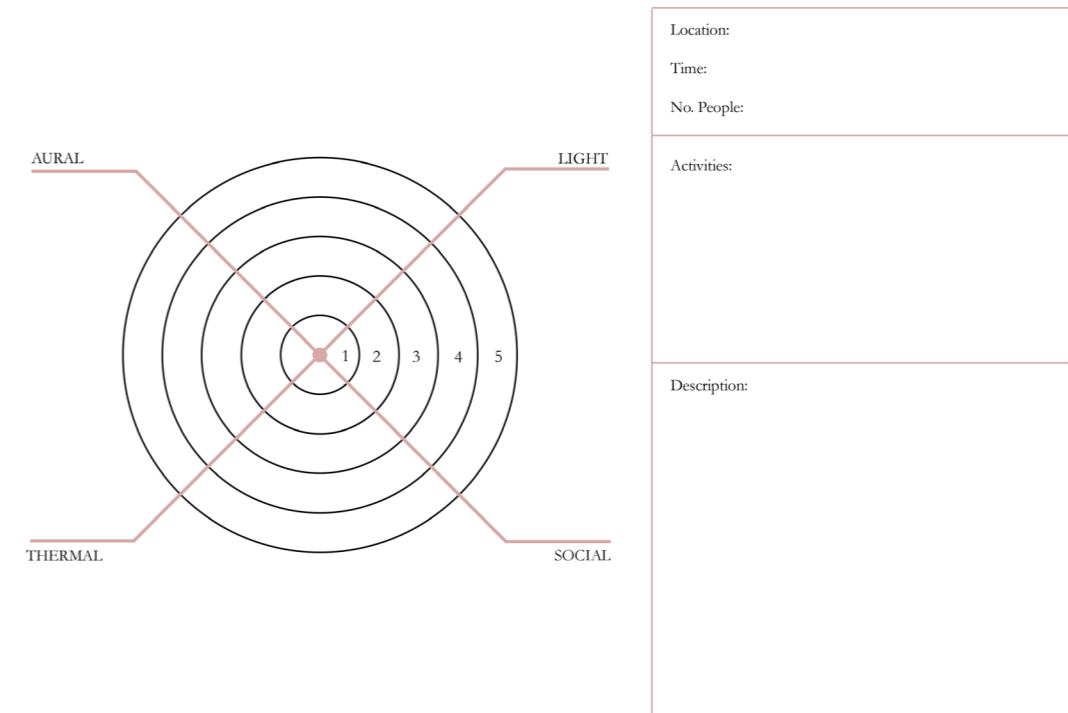 AURAL
LIGHT
1 2 3 4 5
THERMAL
SOCIAL
Location:
Time:
No. People:
Activities:
Description: